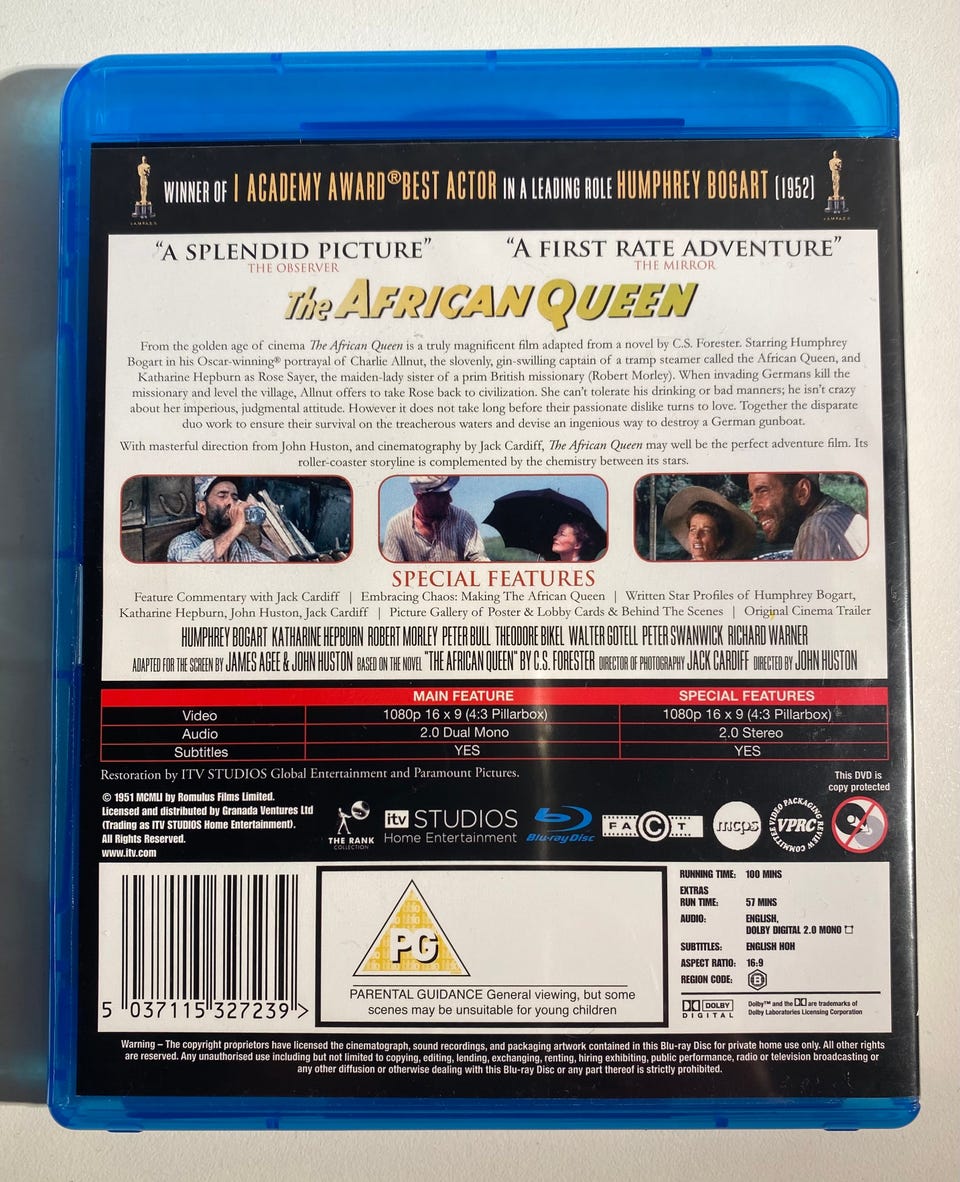 WINNER OF 1 ACADEMY AWARD® BEST ACTOR IN A LEADING ROLE HUMPHREY BOGART (1952)
"A SPLENDID PICTURE"
THE OBSERVER
"A FIRST RATE ADVENTURE"
THE MIRROR
The AFRICAN QUEEN
From the golden age of cinema The African Queen is a truly magnificent film adapted from a novel by C.S. Forester. Starring Humphrey
Bogart in his Oscar-winning® portrayal of Charlie Allnut, the slovenly, gin-swilling captain of a tramp steamer called the African Queen, and
Katharine Hepburn as Rose Sayer, the maiden-lady sister of a prim British missionary (Robert Morley). When invading Germans kill the
missionary and level the village, Allnut offers to take Rose back to civilization. She can't tolerate his drinking or bad manners; he isn't crazy
about her imperious, judgmental attitude. However it does not take long before their passionate dislike turns to love. Together the disparate
duo work to ensure their survival on the treacherous waters and devise an ingenious way to destroy a German gunboat.
With masterful direction from John Huston, and cinematography by Jack Cardiff, The African Queen may well be the perfect adventure film. Its
roller-coaster storyline is complemented by the chemistry between its stars.
SPECIAL FEATURES
Feature Commentary with Jack Cardiff | Embracing Chaos: Making The African Queen | Written Star Profiles of Humphrey Bogart,
Katharine Hepburn, John Huston, Jack Cardiff | Picture Gallery of Poster & Lobby Cards & Behind The Scenes | Original Cinema Trailer
HUMPHREY BOGART KATHARINE HEPBURN ROBERT MORLEY PETER BULL THEODORE BIKEL WALTER GOTELL PETER SWANWICK RICHARD WARNER
ADAPTED FOR THE SCREEN BY JAMES AGEE & JOHN HUSTON BASED ON THE NOVEL "THE AFRICAN QUEEN" BY C.S. FORESTER DIRECTOR OF PHOTOGRAPHY JACK CARDIFF DIRECTED BY JOHN HUSTON
MAIN FEATURE SPECIAL FEATURES
Video 1080p 16 x 9 (4:3 Pillarbox) 1080p 16 x 9 (4:3 Pillarbox)
Audio 2.0 Dual Mono 2.0 Stereo
Subtitles YES YES
Restoration by ITV STUDIOS Global Entertainment and Paramount Pictures.
This DVD is
copy protected
© 1951 MCMLI by Romulus Films Limited.
Licensed and distributed by Granada Ventures Ltd
(Trading as ITV STUDIOS Home Entertainment).
All Rights Reserved.
www.itv.com
THE RANK
COLLECTION
itv STUDIOS
Home Entertainment
Blu-ray Disc
FACT
mcps
VIDEO PACKAGING REVIEW COMMITTEE
VPRC
5 037115 327239 >
PG
PARENTAL GUIDANCE General viewing, but some
scenes may be unsuitable for young children
RUNNING TIME: 100 MINS
EXTRAS
RUN TIME: 57 MINS
AUDIO: ENGLISH,
DOLBY DIGITAL 2.0 MONO
SUBTITLES: ENGLISH HOH
ASPECT RATIO: 16:9
REGION CODE: B
DOLBY
DIGITAL
Dolby™ and the DD are trademarks of
Dolby Laboratories Licensing Corporation
Warning – The copyright proprietors have licensed the cinematograph, sound recordings, and packaging artwork contained in this Blu-ray Disc for private home use only. All other rights
are reserved. Any unauthorised use including but not limited to copying, editing, lending, exchanging, renting, hiring exhibiting, public performance, radio or television broadcasting or
any other diffusion or otherwise dealing with this Blu-ray Disc or any part thereof is strictly prohibited.